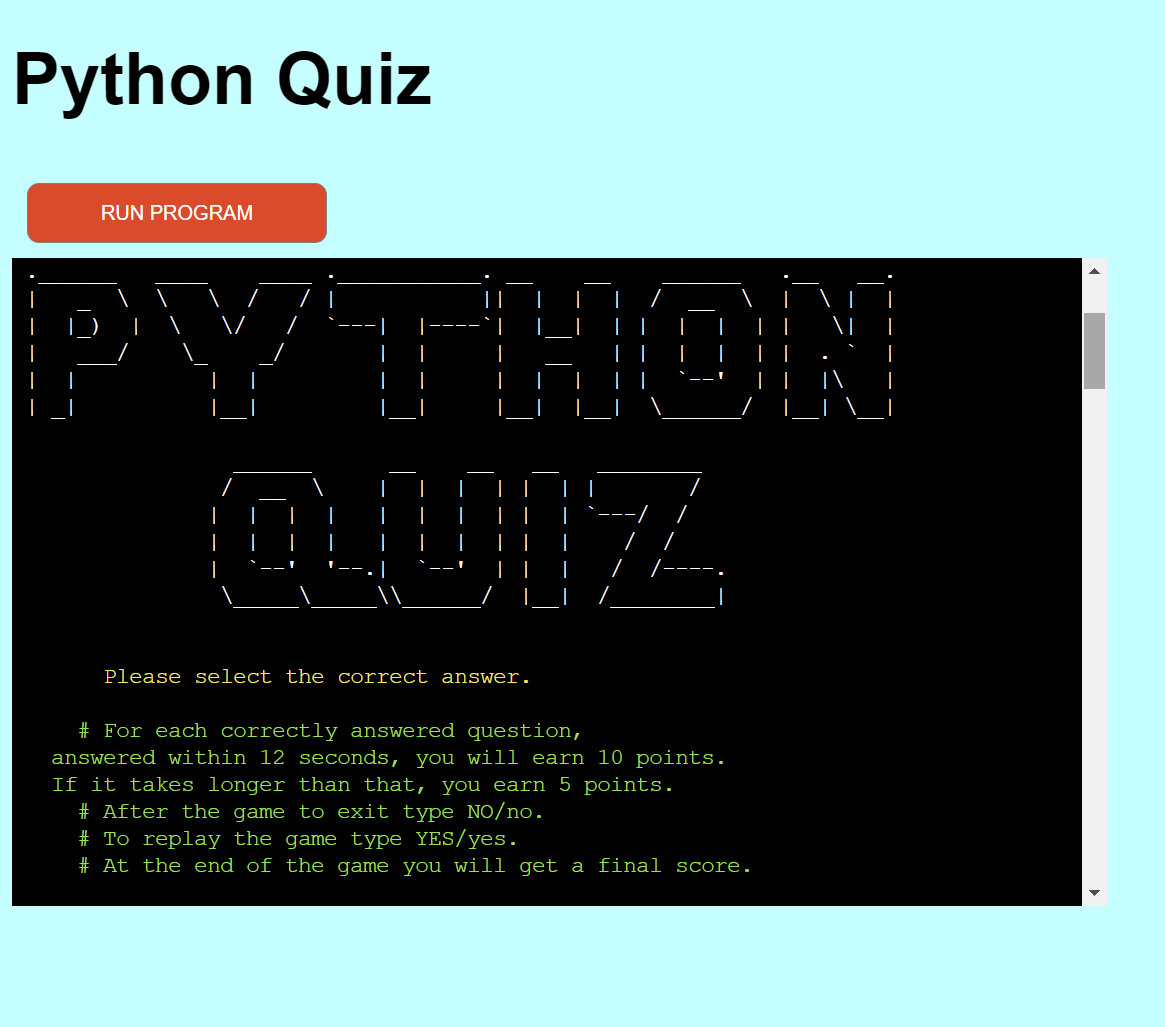 Python Quiz
RUN PROGRAM
PYTHON
QUIZ
Please select the correct answer.
# For each correctly answered question,
answered within 12 seconds, you will earn 10 points.
If it takes longer than that, you earn 5 points.
# After the game to exit type NO/no.
# To replay the game type YES/yes.
# At the end of the game you will get a final score.